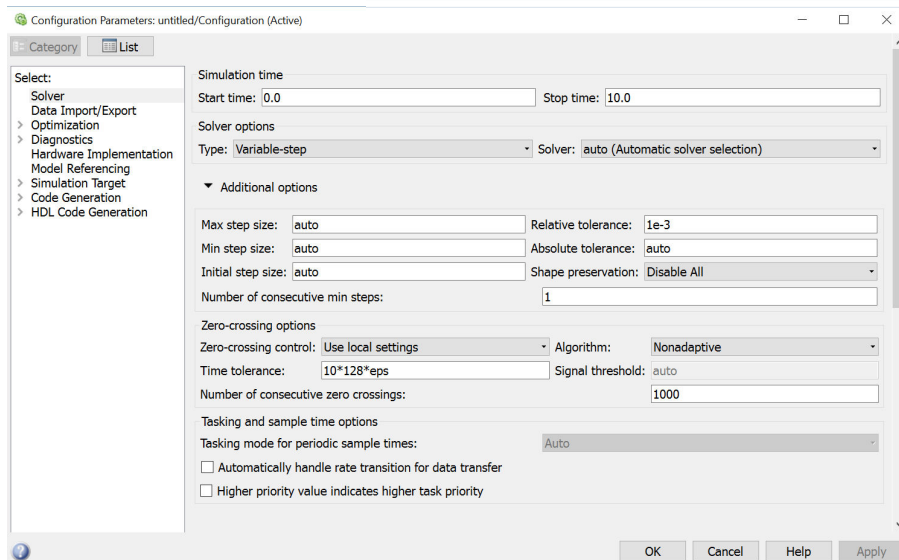 Configuration Parameters: untitled/Configuration (Active)
Category List
Select:
Solver
Data Import/Export
Optimization
Diagnostics
Hardware Implementation
Model Referencing
Simulation Target
Code Generation
HDL Code Generation
Simulation time
Start time: 0.0 Stop time: 10.0
Solver options
Type: Variable-step Solver: auto (Automatic solver selection)
Additional options
Max step size: auto Relative tolerance: 1e-3
Min step size: auto Absolute tolerance: auto
Initial step size: auto Shape preservation: Disable All
Number of consecutive min steps: 1
Zero-crossing options
Zero-crossing control: Use local settings Algorithm: Nonadaptive
Time tolerance: 10*128*eps Signal threshold: auto
Number of consecutive zero crossings: 1000
Tasking and sample time options
Tasking mode for periodic sample times: Auto
Automatically handle rate transition for data transfer
Higher priority value indicates higher task priority
OK Cancel Help Apply